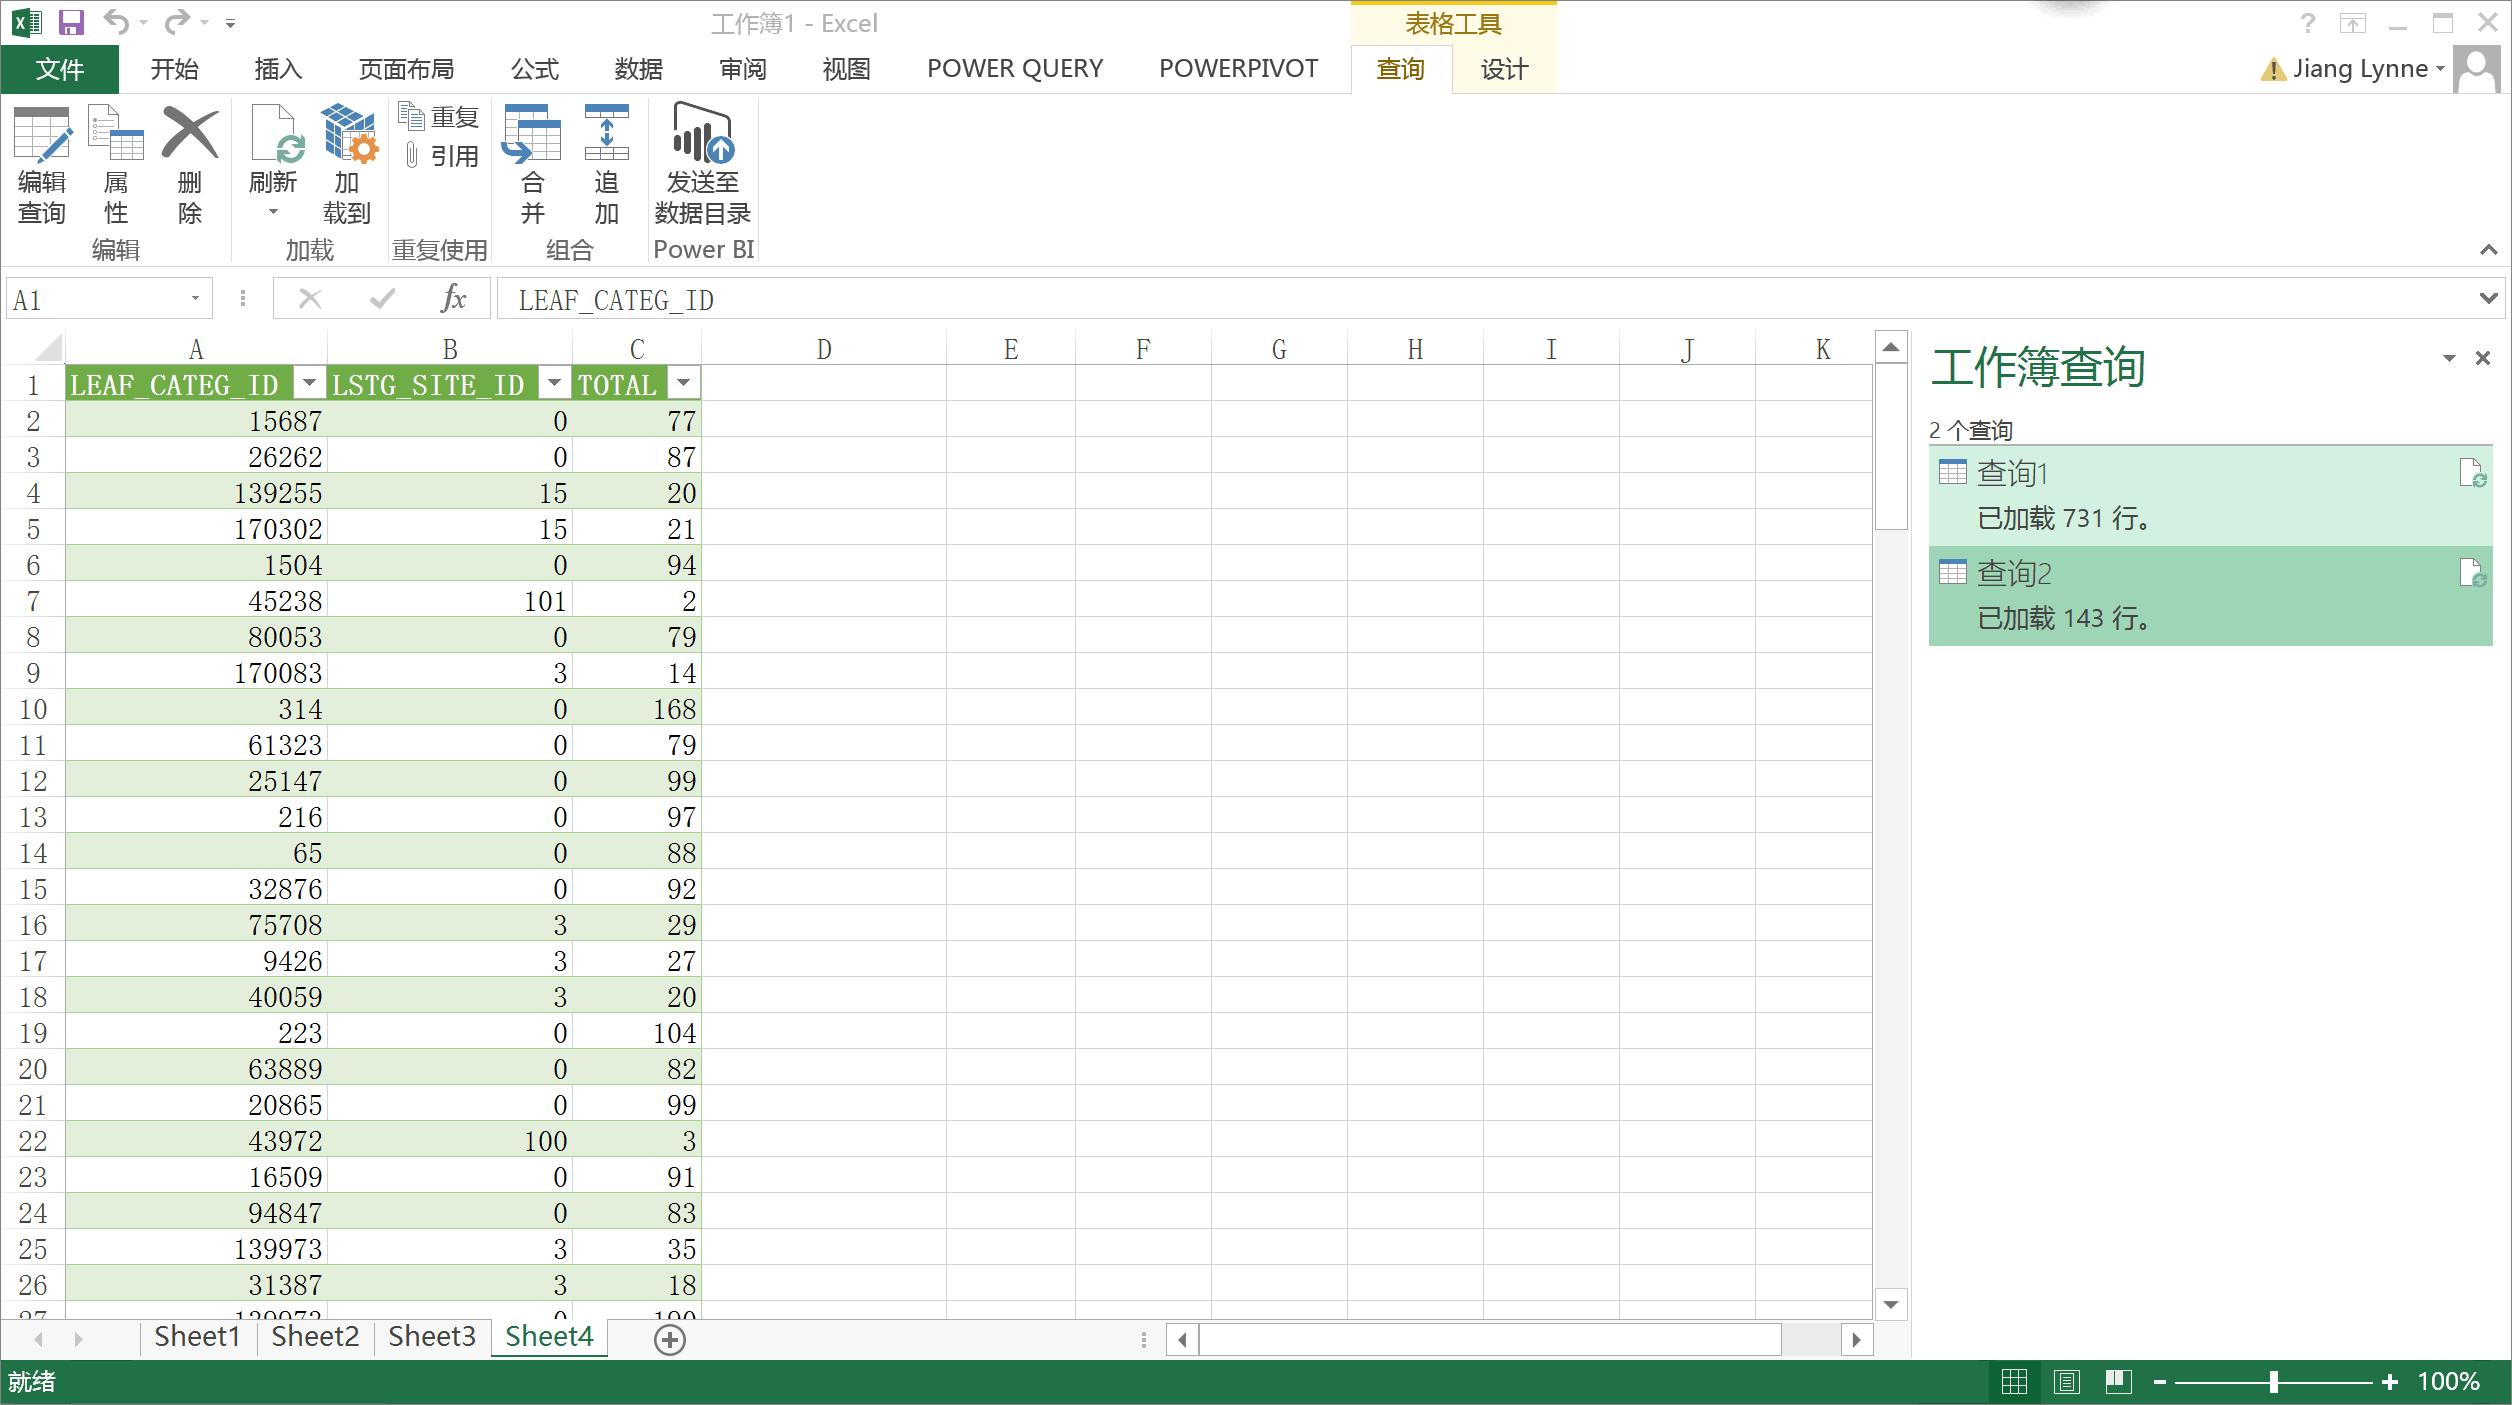 工作簿1 - Excel
表格工具
文件 开始 插入 页面布局 公式 数据 审阅 视图 POWER QUERY POWERPIVOT 查询 设计
Jiang Lynne
编辑查询
属性
删除
编辑
刷新
加载到
加载
重复
引用
重复使用
合并
追加
组合
发送至数据目录
Power BI
A1
fx
LEAF_CATEG_ID
A B C D E F G H I J K
1 LEAF_CATEG_ID LSTG_SITE_ID TOTAL
2 15687 0 77
3 26262 0 87
4 139255 15 20
5 170302 15 21
6 1504 0 94
7 45238 101 2
8 80053 0 79
9 170083 3 14
10 314 0 168
11 61323 0 79
12 25147 0 99
13 216 0 97
14 65 0 88
15 32876 0 92
16 75708 3 29
17 9426 3 27
18 40059 3 20
19 223 0 104
20 63889 0 82
21 20865 0 99
22 43972 100 3
23 16509 0 91
24 94847 0 83
25 139973 3 35
26 31387 3 18
工作簿查询
2 个查询
查询1
已加载 731 行。
查询2
已加载 143 行。
Sheet1 Sheet2 Sheet3 Sheet4
就绪
100%